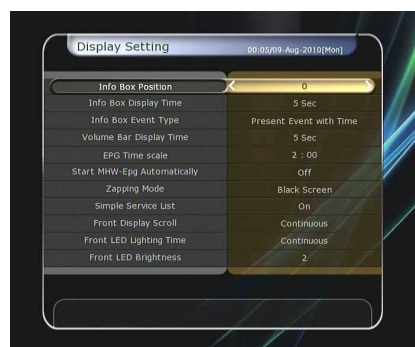 Display Setting 00:05/09-Aug-2010[Mon]
Info Box Position 0
Info Box Display Time 5 Sec
Info Box Event Type Present Event with Time
Volume Bar Display Time 5 Sec
EPG Time scale 2 : 00
Start MHW-Epg Automatically Off
Zapping Mode Black Screen
Simple Service List On
Front Display Scroll Continuous
Front LED Lighting Time Continuous
Front LED Brightness 2